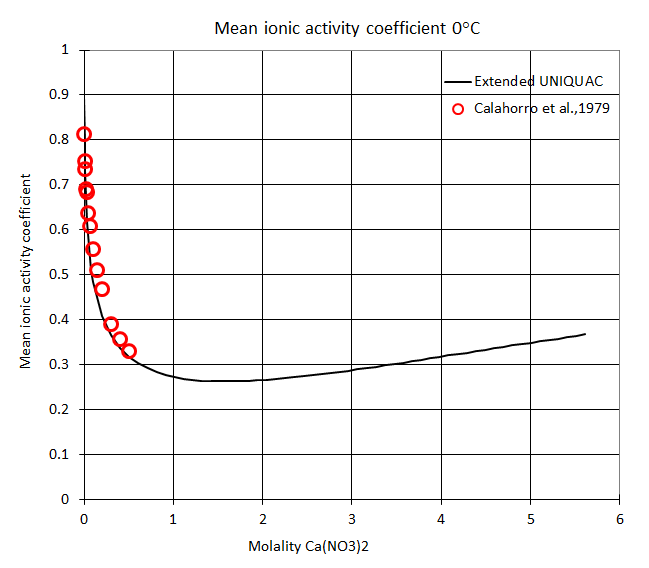 Mean ionic activity coefficient 0°C
1
0.9
0.8
0.7
0.6
0.5
0.4
0.3
0.2
0.1
0
Mean ionic activity coefficient
Extended UNIQUAC
Calahorro et al.,1979
0 1 2 3 4 5 6
Molality Ca(NO3)2